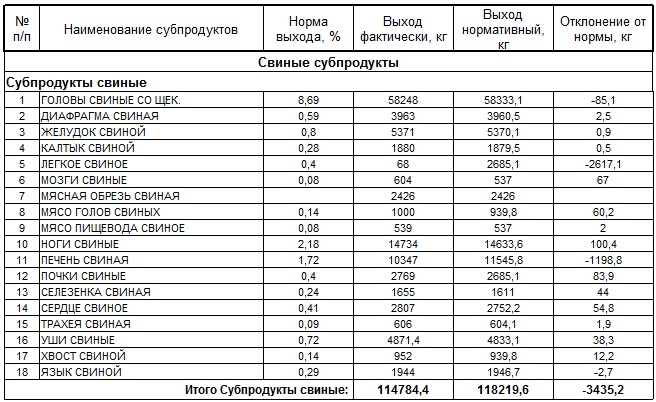 № п/п Наименование субпродуктов Норма выхода, % Выход фактически, кг Выход нормативный, кг Отклонение от нормы, кг
Свиные субпродукты
Субпродукты свиные
1 ГОЛОВЫ СВИНЫЕ СО ЩЕК. 8,69 58248 58333,1 -85,1
2 ДИАФРАГМА СВИНАЯ 0,59 3963 3960,5 2,5
3 ЖЕЛУДОК СВИНОЙ 0,8 5371 5370,1 0,9
4 КАЛТЫК СВИНОЙ 0,28 1880 1879,5 0,5
5 ЛЕГКОЕ СВИНОЕ 0,4 68 2685,1 -2617,1
6 МОЗГИ СВИНЫЕ 0,08 604 537 67
7 МЯСНАЯ ОБРЕЗЬ СВИНАЯ 2426 2426
8 МЯСО ГОЛОВ СВИНЫХ 0,14 1000 939,8 60,2
9 МЯСО ПИЩЕВОДА СВИНОЕ 0,08 539 537 2
10 НОГИ СВИНЫЕ 2,18 14734 14633,6 100,4
11 ПЕЧЕНЬ СВИНАЯ 1,72 10347 11545,8 -1198,8
12 ПОЧКИ СВИНЫЕ 0,4 2769 2685,1 83,9
13 СЕЛЕЗЕНКА СВИНАЯ 0,24 1655 1611 44
14 СЕРДЦЕ СВИНОЕ 0,41 2807 2752,2 54,8
15 ТРАХЕЯ СВИНАЯ 0,09 606 604,1 1,9
16 УШИ СВИНЫЕ 0,72 4871,4 4833,1 38,3
17 ХВОСТ СВИНОЙ 0,14 952 939,8 12,2
18 ЯЗЫК СВИНОЙ 0,29 1944 1946,7 -2,7
Итого Субпродукты свиные: 114784,4 118219,6 -3435,2